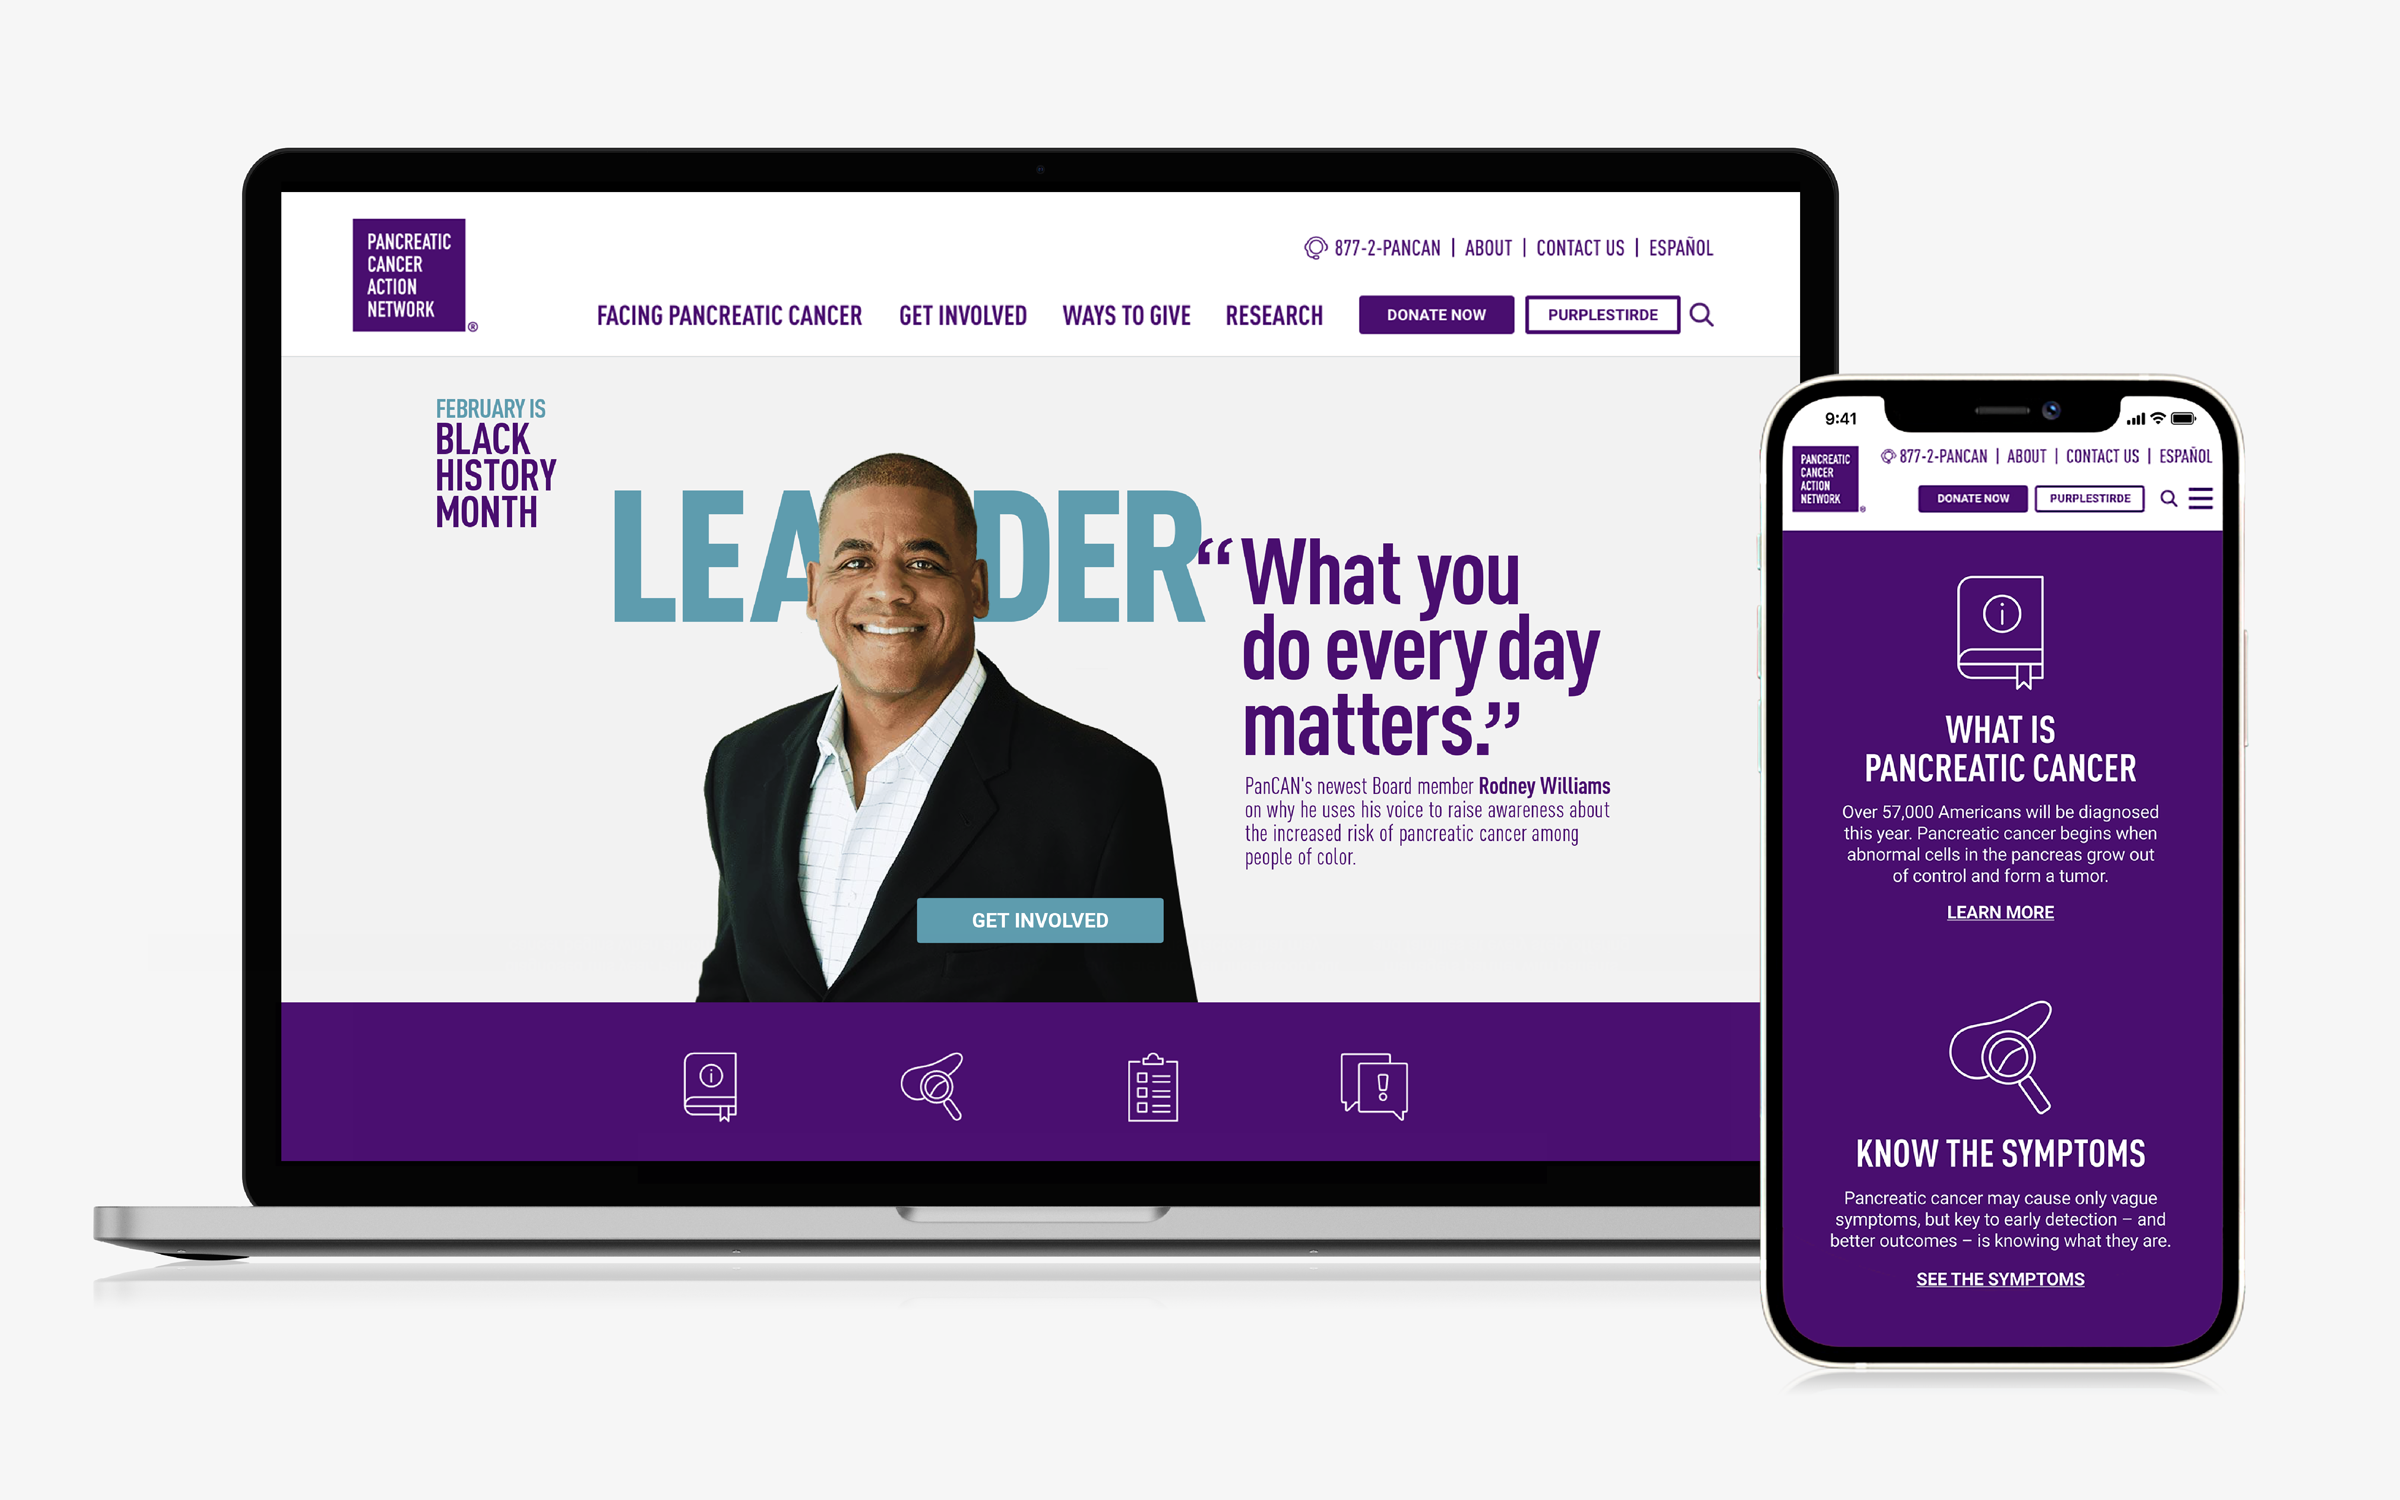 PANCREATIC
CANCER
ACTION
NETWORK
®
877-2-PANCAN | ABOUT | CONTACT US | ESPAÑOL
FACING PANCREATIC CANCER GET INVOLVED WAYS TO GIVE RESEARCH DONATE NOW PURPLESTIRDE
FEBRUARY IS
BLACK
HISTORY
MONTH
LEADER
“What you
do every day
matters.”
PanCAN's newest Board member Rodney Williams
on why he uses his voice to raise awareness about
the increased risk of pancreatic cancer among
people of color.
GET INVOLVED
9:41
PANCREATIC
CANCER
ACTION
NETWORK
®
877-2-PANCAN | ABOUT | CONTACT US | ESPAÑOL
DONATE NOW PURPLESTIRDE
WHAT IS
PANCREATIC CANCER
Over 57,000 Americans will be diagnosed
this year. Pancreatic cancer begins when
abnormal cells in the pancreas grow out
of control and form a tumor.
LEARN MORE
KNOW THE SYMPTOMS
Pancreatic cancer may cause only vague
symptoms, but key to early detection – and
better outcomes – is knowing what they are.
SEE THE SYMPTOMS